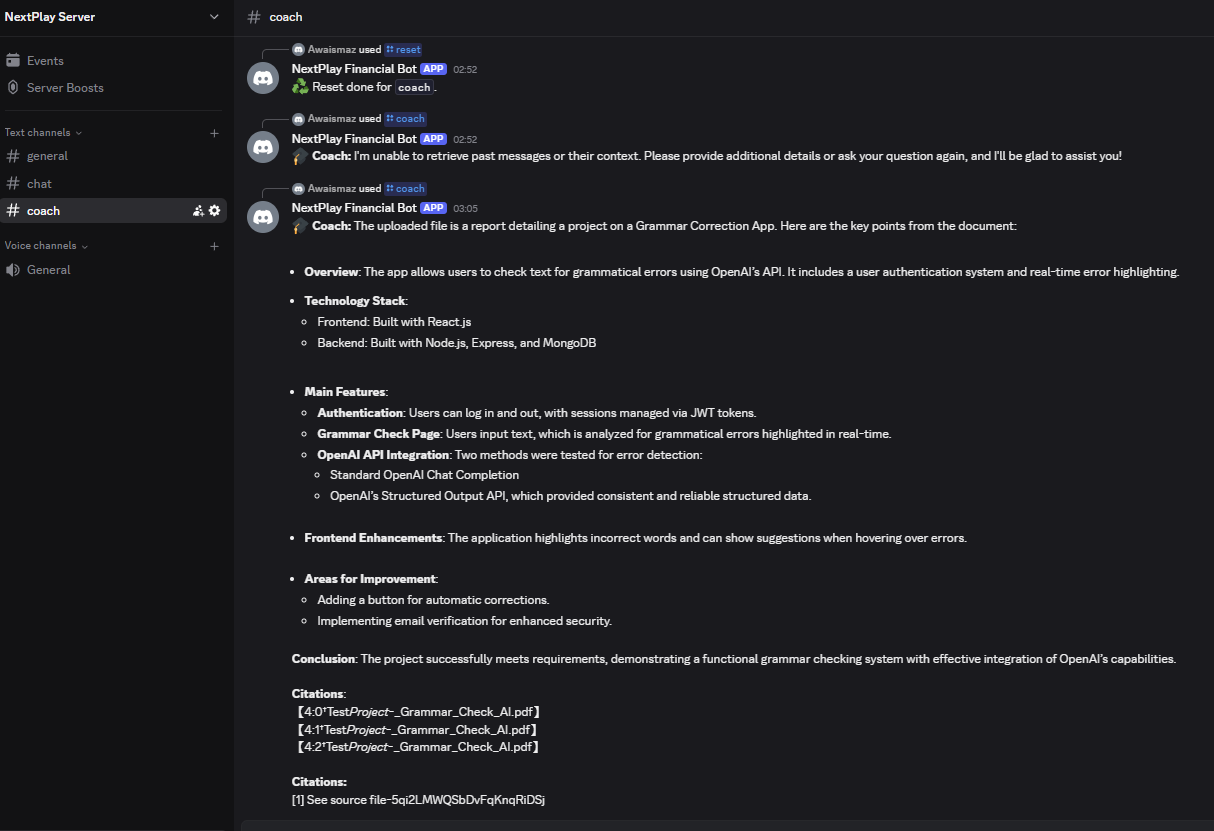 NextPlay Server
Events
Server Boosts
Text channels
general
chat
coach
Voice channels
General
# coach
Awaismaz used reset
NextPlay Financial Bot APP 02:52
Reset done for coach.
Awaismaz used coach
NextPlay Financial Bot APP 02:52
Coach: I'm unable to retrieve past messages or their context. Please provide additional details or ask your question again, and I'll be glad to assist you!
Awaismaz used coach
NextPlay Financial Bot APP 03:05
Coach: The uploaded file is a report detailing a project on a Grammar Correction App. Here are the key points from the document:
• Overview: The app allows users to check text for grammatical errors using OpenAI's API. It includes a user authentication system and real-time error highlighting.
• Technology Stack:
◦ Frontend: Built with React.js
◦ Backend: Built with Node.js, Express, and MongoDB
• Main Features:
◦ Authentication: Users can log in and out, with sessions managed via JWT tokens.
◦ Grammar Check Page: Users input text, which is analyzed for grammatical errors highlighted in real-time.
◦ OpenAI API Integration: Two methods were tested for error detection:
◦ Standard OpenAI Chat Completion
◦ OpenAI's Structured Output API, which provided consistent and reliable structured data.
• Frontend Enhancements: The application highlights incorrect words and can show suggestions when hovering over errors.
• Areas for Improvement:
◦ Adding a button for automatic corrections.
◦ Implementing email verification for enhanced security.
Conclusion: The project successfully meets requirements, demonstrating a functional grammar checking system with effective integration of OpenAI's capabilities.
Citations:
【4:0†TestProject-_Grammar_Check_AI.pdf】
【4:1†TestProject-_Grammar_Check_AI.pdf】
【4:2†TestProject-_Grammar_Check_AI.pdf】
Citations:
[1] See source file-5qi2LMWQSbDvFqKnqRiDSj